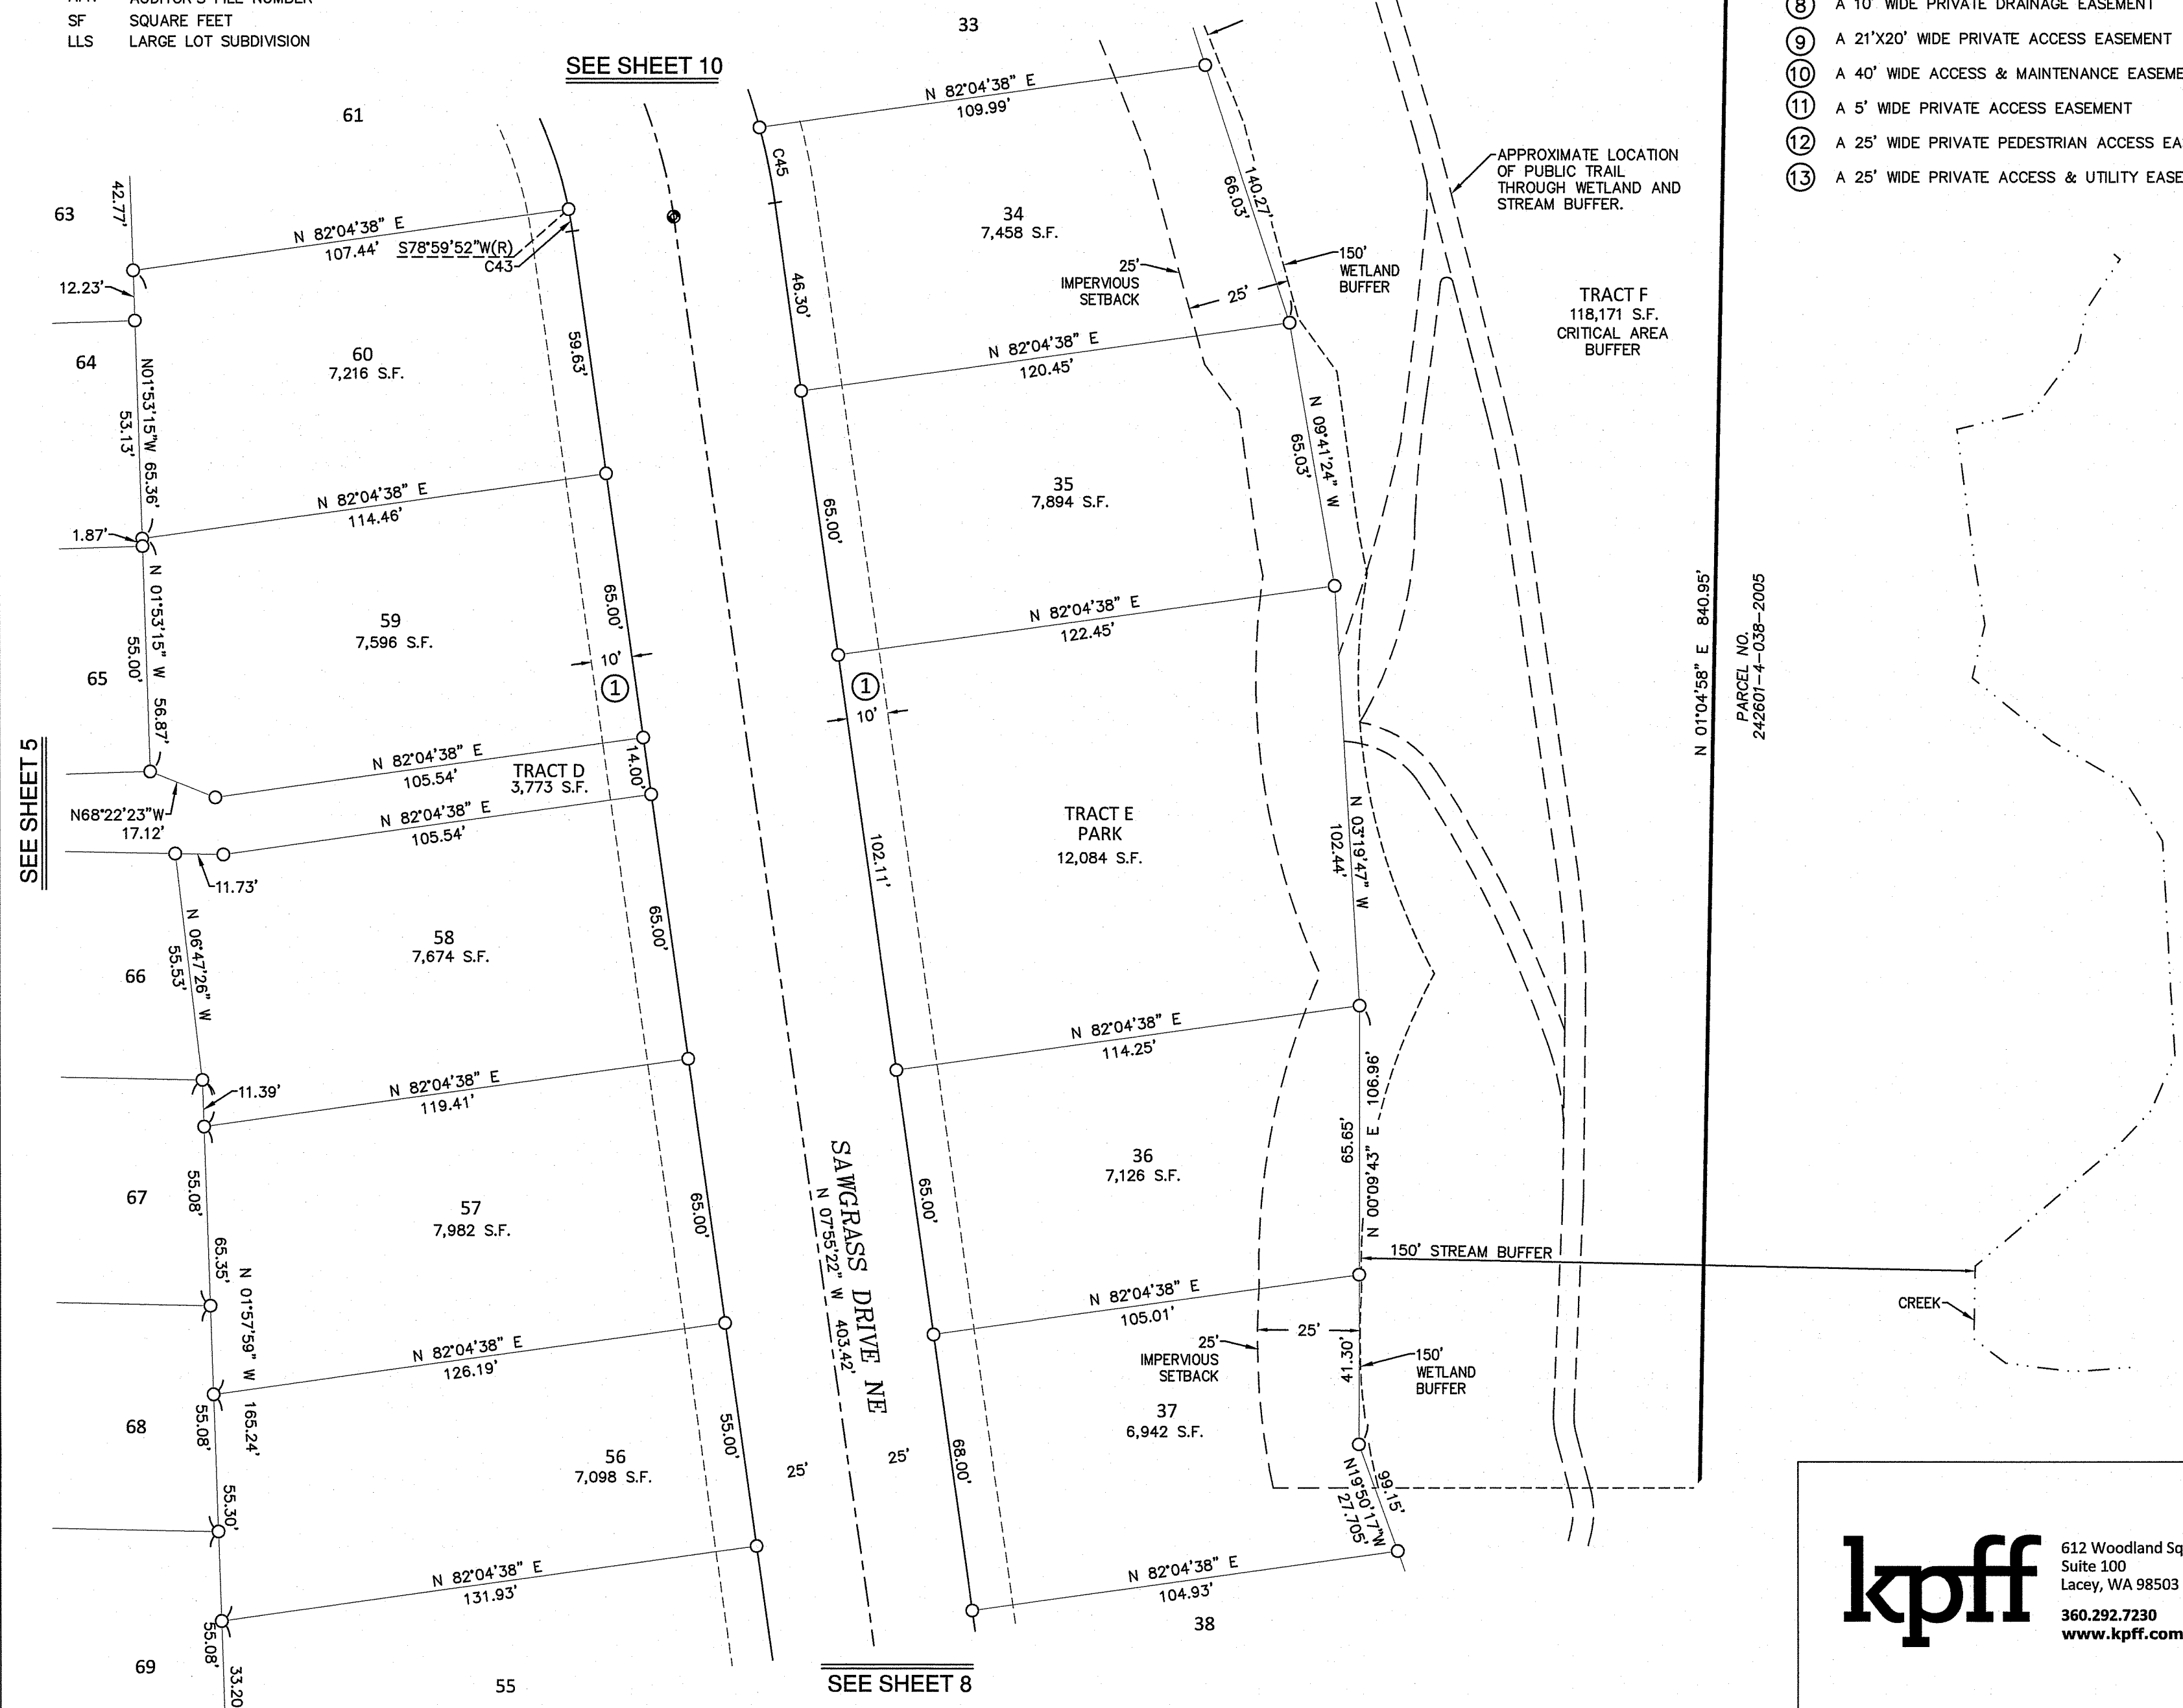 SF SQUARE FEET
LLS LARGE LOT SUBDIVISION
SEE SHEET 10
33
61
63
42.77'
N 82°04'38" E
107.44'
S78°59'52"W(R)
C43
12.23'
64
N01°53'15"W 65.36'
53.13'
60
7,216 S.F.
59.63'
N 82°04'38" E
114.46'
1.87'
N 01°53'15" W 56.87'
55.00'
65
59
7,596 S.F.
65.00'
10'
1
N 82°04'38" E
105.54'
TRACT D
3,773 S.F.
14.00'
N68°22'23"W
17.12'
N 82°04'38" E
105.54'
11.73'
SEE SHEET 5
N 06°47'26" W
55.53'
66
58
7,674 S.F.
65.00'
11.39'
N 82°04'38" E
119.41'
67
55.08'
65.35'
57
7,982 S.F.
65.00'
N 01°57'59" W 165.24'
N 82°04'38" E
126.19'
68
55.08'
55.30'
56
7,098 S.F.
55.00'
N 82°04'38" E
131.93'
69
55.08'
33.20
55
SAWGRASS DRIVE NE
N 07°55'22" W 403.42'
25'
25'
N 82°04'38" E
109.99'
C45
34
7,458 S.F.
46.30'
140.27'
66.03'
25'
IMPERVIOUS
SETBACK
25'
150'
WETLAND
BUFFER
N 82°04'38" E
120.45'
35
7,894 S.F.
65.00'
N 09°41'24" W
65.03'
N 82°04'38" E
122.45'
1
10'
TRACT E
PARK
12,084 S.F.
102.11'
N 03°19'47" W
102.44'
N 82°04'38" E
114.25'
36
7,126 S.F.
65.00'
N 00°09'43" E 106.96'
65.65'
150' STREAM BUFFER
N 82°04'38" E
105.01'
25'
25'
IMPERVIOUS
SETBACK
41.30'
150'
WETLAND
BUFFER
37
6,942 S.F.
68.00'
99.15'
N19°50'17"W
27.705'
N 82°04'38" E
104.93'
38
SEE SHEET 8
APPROXIMATE LOCATION
OF PUBLIC TRAIL
THROUGH WETLAND AND
STREAM BUFFER.
TRACT F
118,171 S.F.
CRITICAL AREA
BUFFER
N 01°04'58" E 840.95'
PARCEL NO.
242601-4-038-2005
CREEK
8 A 10' WIDE PRIVATE DRAINAGE EASEMENT
9 A 21'X20' WIDE PRIVATE ACCESS EASEMENT
10 A 40' WIDE ACCESS & MAINTENANCE EASEME
11 A 5' WIDE PRIVATE ACCESS EASEMENT
12 A 25' WIDE PRIVATE PEDESTRIAN ACCESS EA
13 A 25' WIDE PRIVATE ACCESS & UTILITY EASE
kpff
612 Woodland Sq
Suite 100
Lacey, WA 98503
360.292.7230
www.kpff.com